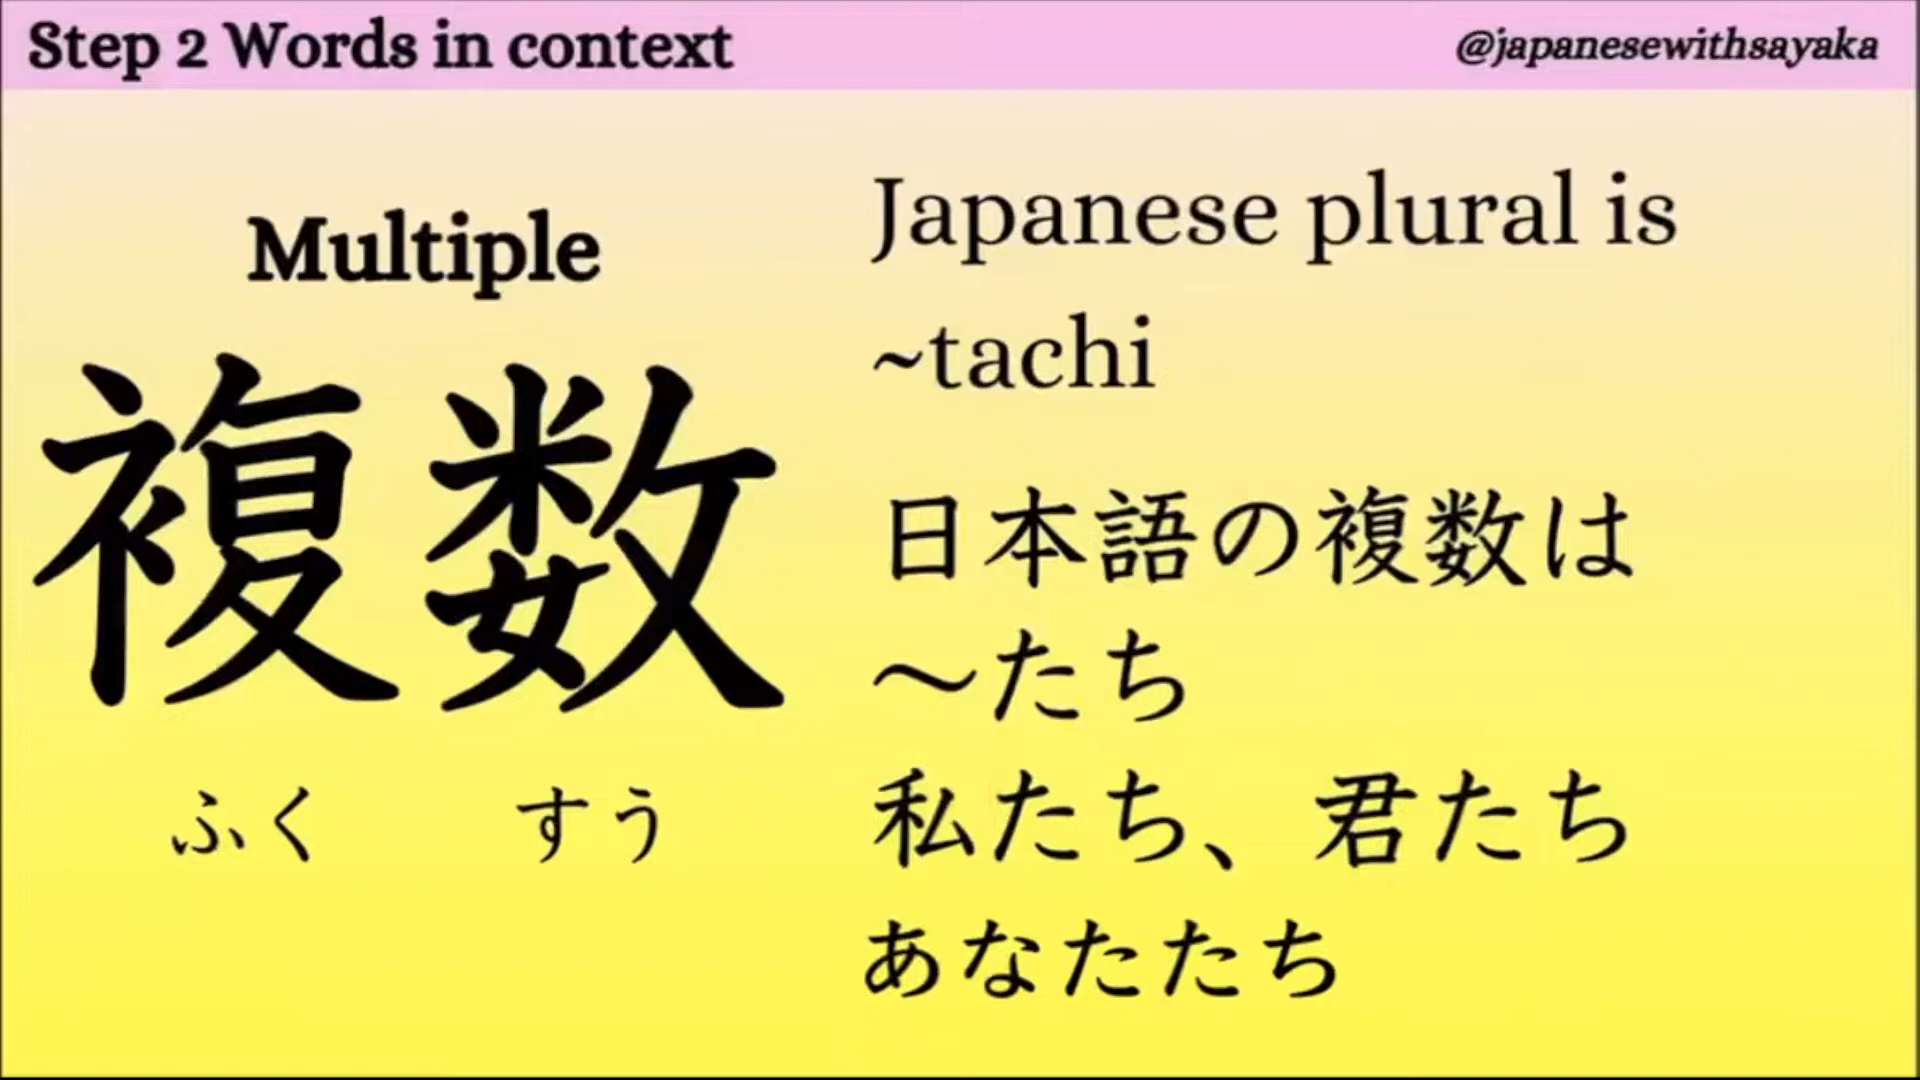 Step 2 Words in context
@japanesewithsayaka
Multiple
複数
ふく すう
Japanese plural is
~tachi
日本語の複数は
〜たち
私たち、君たち
あなたたち